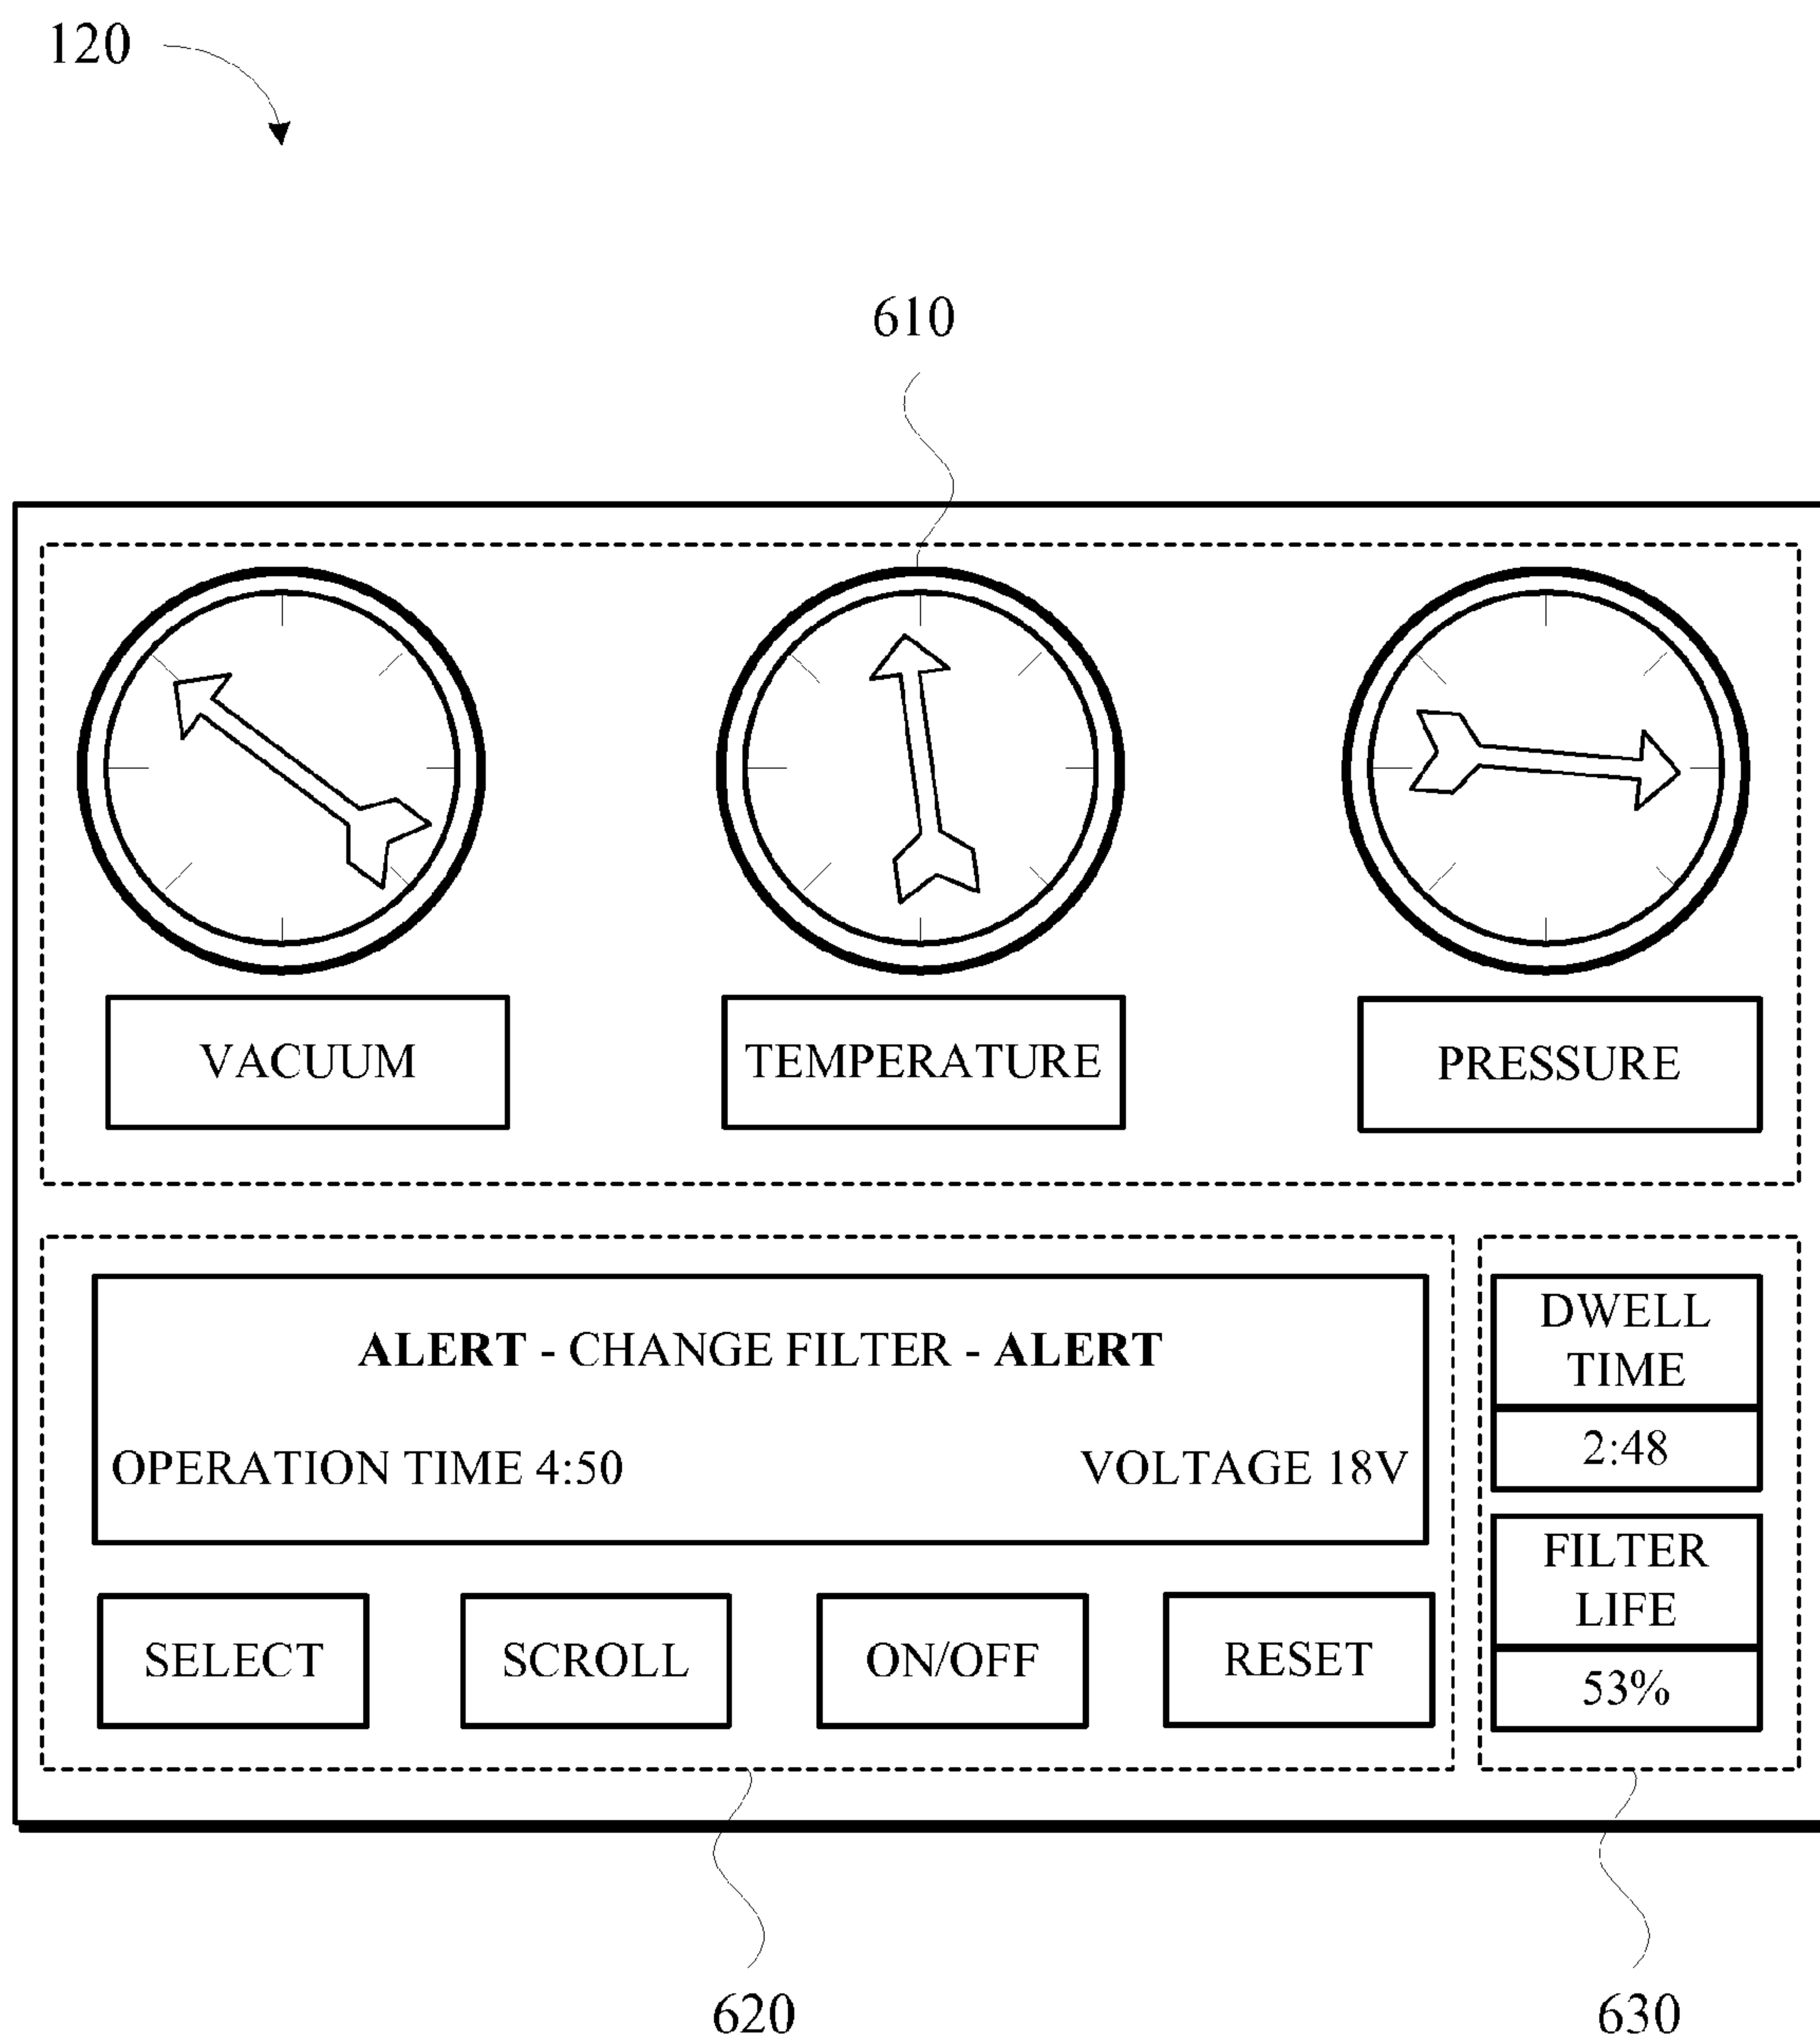 120
610
VACUUM
TEMPERATURE
PRESSURE
ALERT - CHANGE FILTER - ALERT
OPERATION TIME 4:50
VOLTAGE 18V
SELECT
SCROLL
ON/OFF
RESET
DWELL
TIME
2:48
FILTER
LIFE
53%
620
630